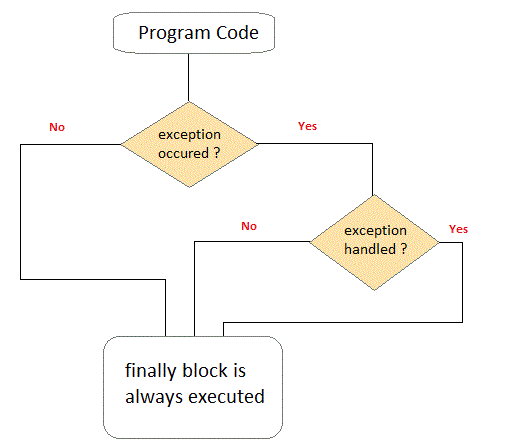 Program Code
No
exception
occured ?
Yes
No
exception
handled ?
Yes
finally block is
always executed